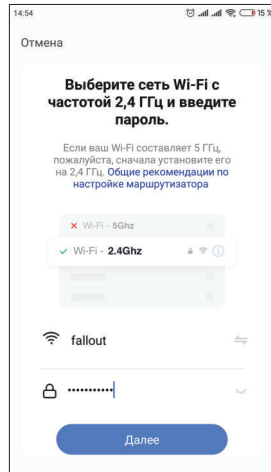 14:54
15 %
Отмена
Выберите сеть Wi-Fi с
частотой 2,4 ГГц и введите
пароль.
Если ваш Wi-Fi составляет 5 ГГц,
пожалуйста, сначала установите его
на 2,4 ГГц. Общие рекомендации по
настройке маршрутизатора
Wi-Fi - 5Ghz
Wi-Fi - 2.4Ghz
fallout
•••••••••••
Далее